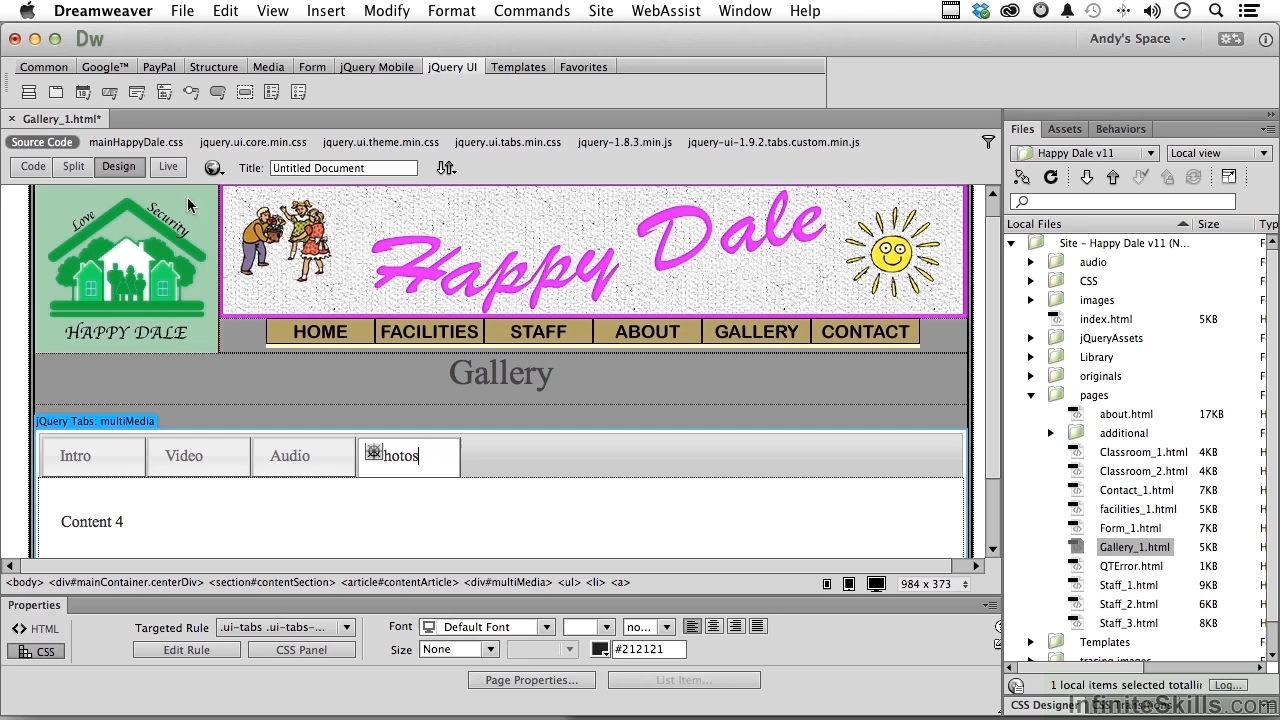 Dreamweaver File Edit View Insert Modify Format Commands Site WebAssist Window Help
Dw Andy's Space
Common Google™ PayPal Structure Media Form jQuery Mobile jQuery UI Templates Favorites
× Gallery_1.html*
Source Code mainHappyDale.css jquery.ui.core.min.css jquery.ui.theme.min.css jquery.ui.tabs.min.css jquery-1.8.3.min.js jquery-ui-1.9.2.tabs.custom.min.js
Code Split Design Live Title: Untitled Document
Love Security
HAPPY DALE
Happy Dale
HOME FACILITIES STAFF ABOUT GALLERY CONTACT
Gallery
jQuery Tabs: multiMedia
Intro Video Audio hotos
Content 4
<body> <div#mainContainer.centerDiv> <section#contentSection> <article#contentArticle> <div#multiMedia> <ul> <li> <a> 984 x 373
Properties
HTML
CSS
Targeted Rule .ui-tabs .ui-tabs-...
Edit Rule CSS Panel
Font Default Font no...
Size None #212121
Page Properties... List Item...
Files Assets Behaviors
Happy Dale v11 Local view
Local Files Size Typ
Site - Happy Dale v11 (N... F
audio F
CSS F
images F
index.html 5KB H
jQueryAssets F
Library F
originals F
pages F
about.html 17KB H
additional F
Classroom_1.html 4KB H
Classroom_2.html 4KB H
Contact_1.html 7KB H
facilities_1.html 5KB H
Form_1.html 7KB H
Gallery_1.html 5KB H
QTError.html 1KB H
Staff_1.html 9KB H
Staff_2.html 6KB H
Staff_3.html 8KB H
Templates F
tracing images F
1 local items selected totallin Log...
CSS Designer CSS Transitions
InfiniteSkills.com